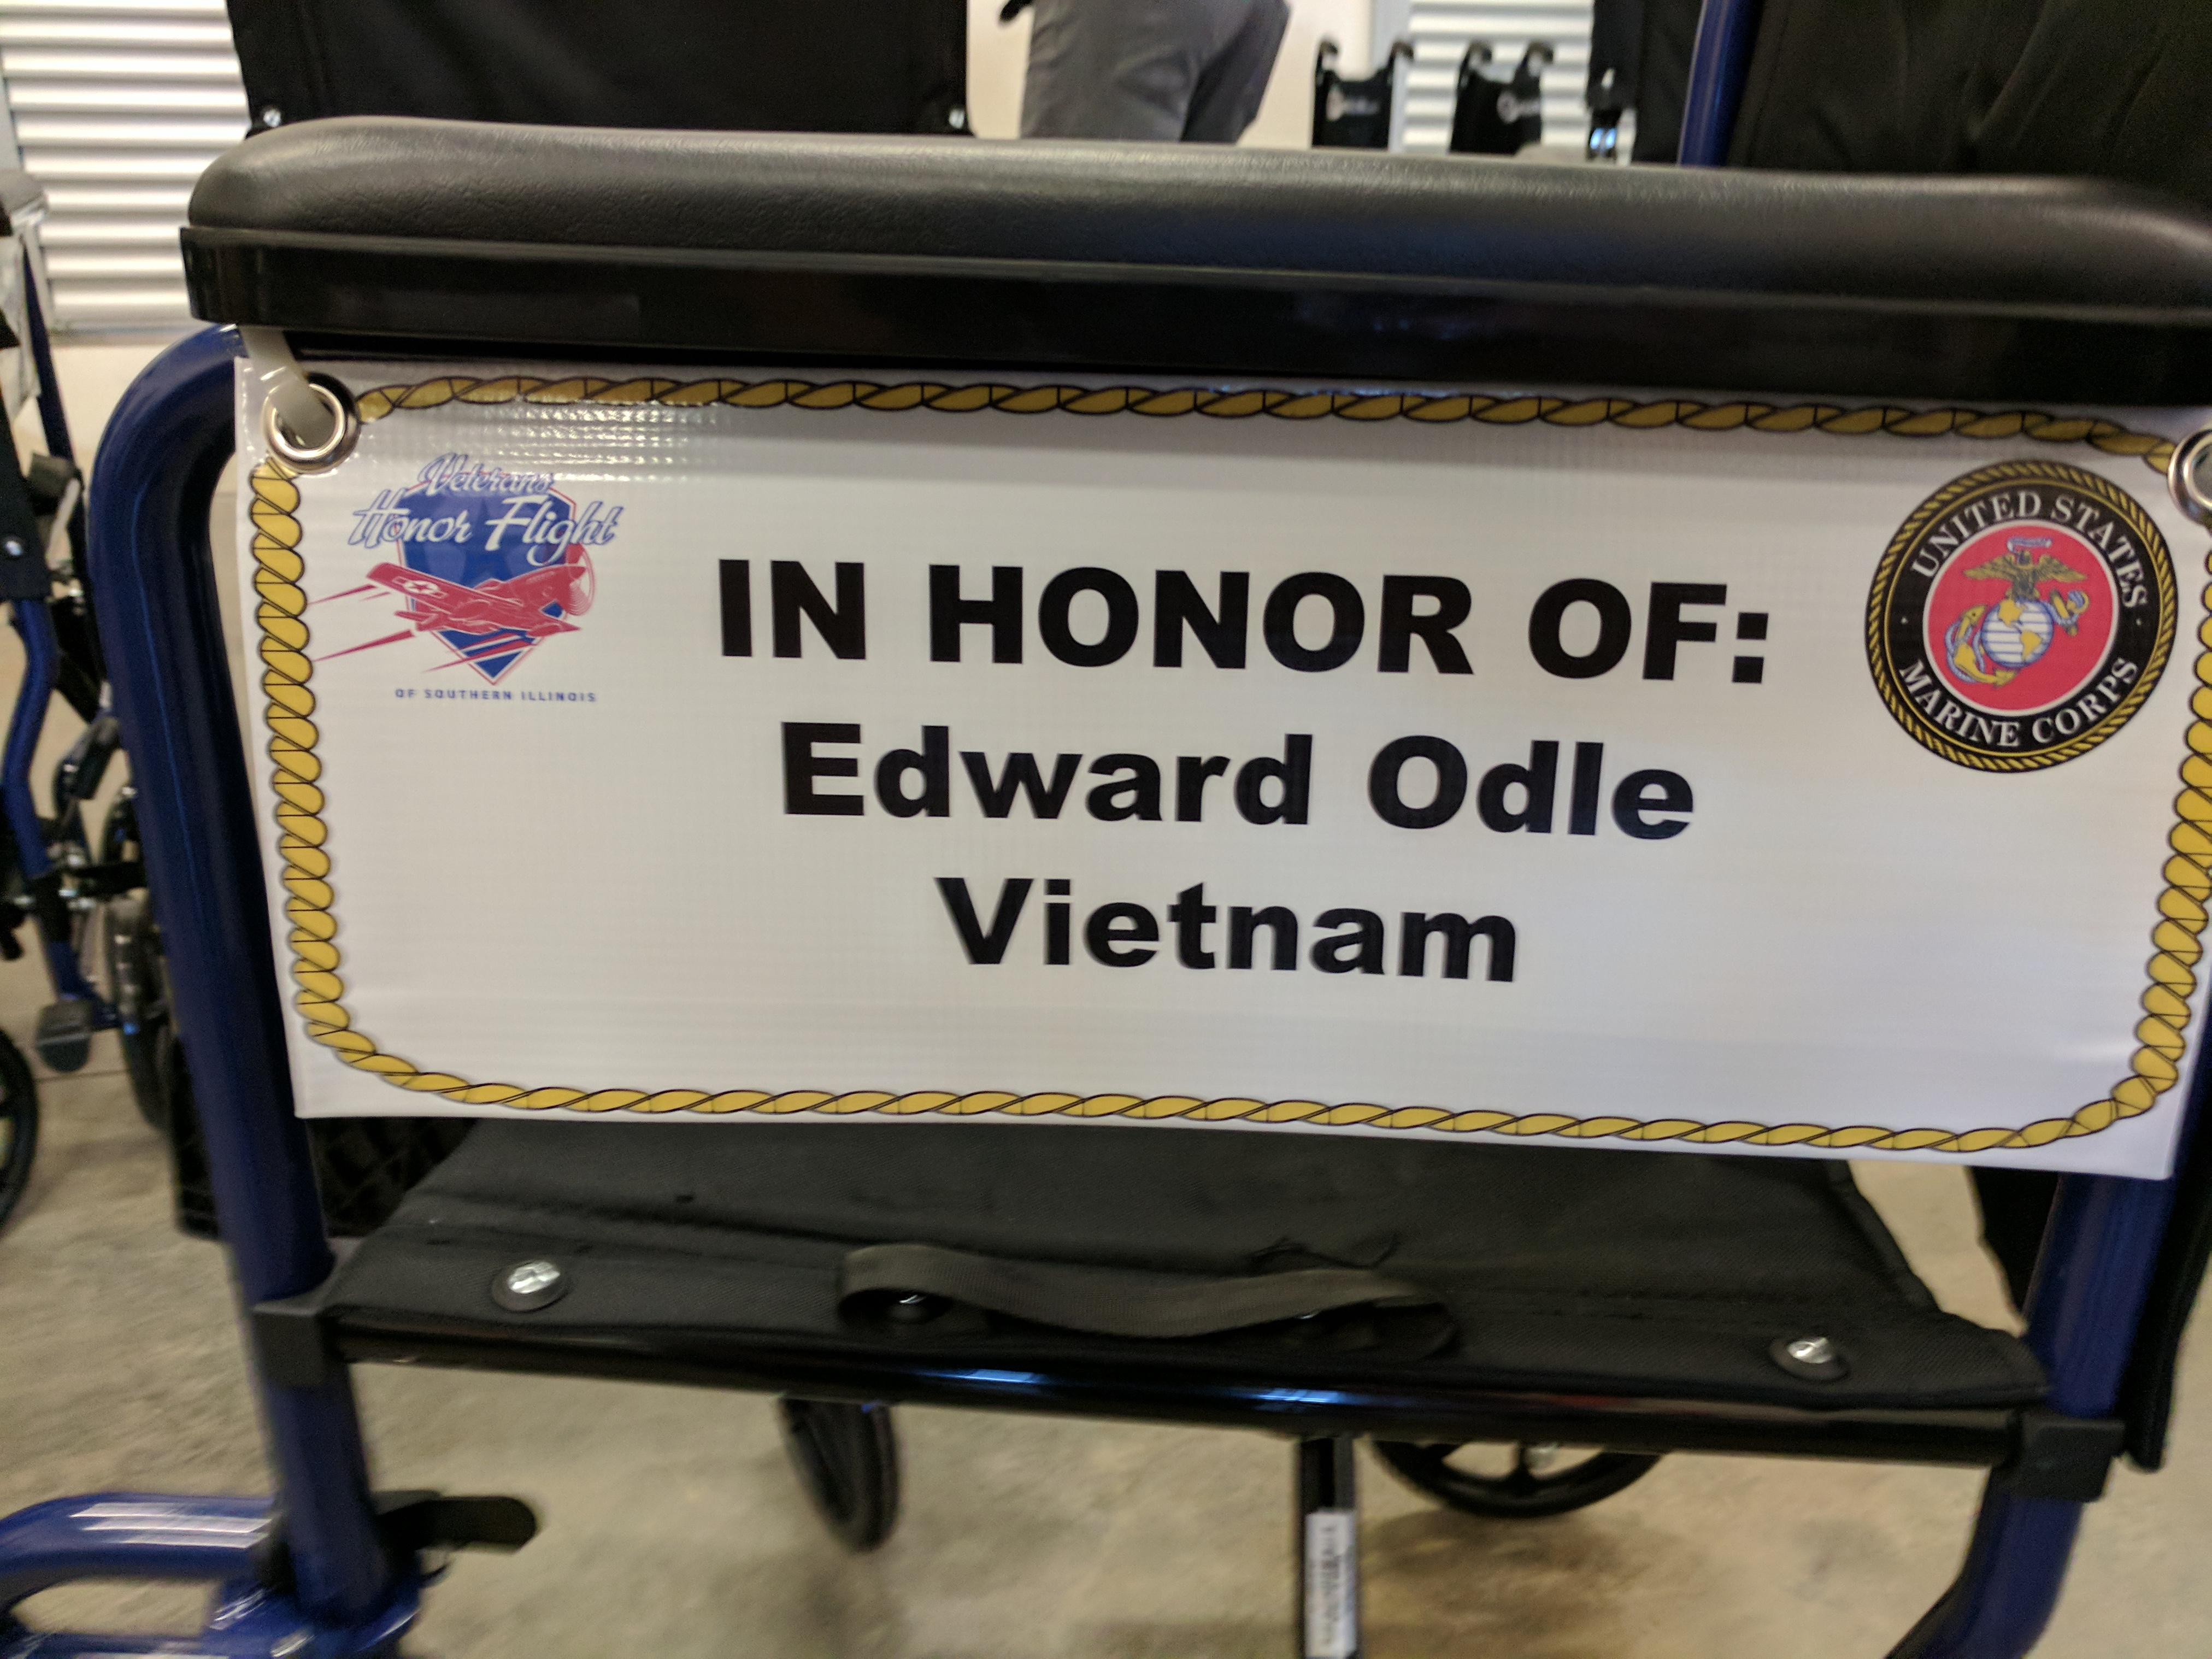 Veterans
Honor Flight
OF SOUTHERN ILLINOIS
IN HONOR OF:
Edward Odle
Vietnam
UNITED STATES
MARINE CORPS